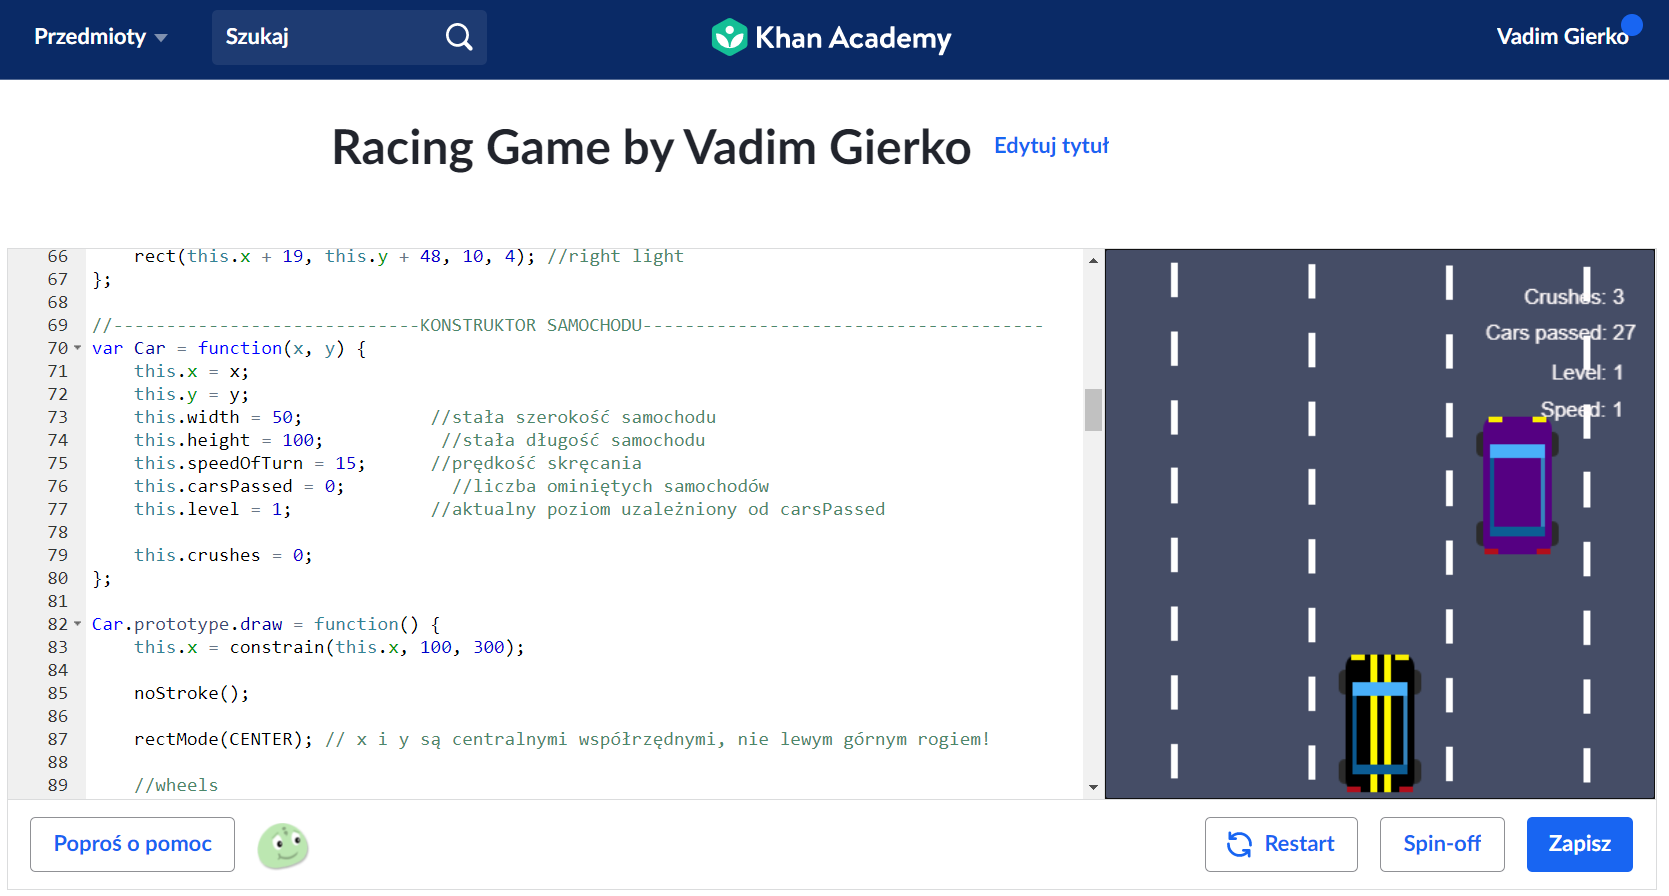 Przedmioty
Szukaj
Khan Academy
Vadim Gierko
Racing Game by Vadim Gierko
Edytuj tytuł
66     rect(this.x + 19, this.y + 48, 10, 4); //right light
67 };
68
69 //-----------------------------KONSTRUKTOR SAMOCHODU--------------------------------------
70 var Car = function(x, y) {
71     this.x = x;
72     this.y = y;
73     this.width = 50;            //stała szerokość samochodu
74     this.height = 100;           //stała długość samochodu
75     this.speedOfTurn = 15;      //prędkość skręcania
76     this.carsPassed = 0;          //liczba ominiętych samochodów
77     this.level = 1;             //aktualny poziom uzależniony od carsPassed
78
79     this.crushes = 0;
80 };
81
82 Car.prototype.draw = function() {
83     this.x = constrain(this.x, 100, 300);
84
85     noStroke();
86
87     rectMode(CENTER); // x i y są centralnymi współrzędnymi, nie lewym górnym rogiem!
88
89     //wheels
Crushes: 3
Cars passed: 27
Level: 1
Speed: 1
Poproś o pomoc
Restart
Spin-off
Zapisz